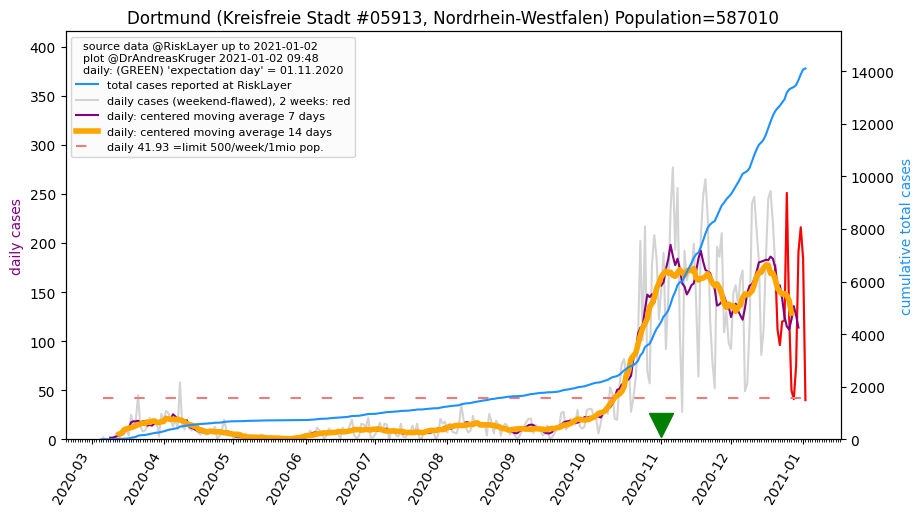 Dortmund (Kreisfreie Stadt #05913, Nordrhein-Westfalen) Population=587010
source data @RiskLayer up to 2021-01-02
plot @DrAndreasKruger 2021-01-02 09:48
daily: (GREEN) 'expectation day' = 01.11.2020
total cases reported at RiskLayer
daily cases (weekend-flawed), 2 weeks: red
daily: centered moving average 7 days
daily: centered moving average 14 days
daily 41.93 =limit 500/week/1mio pop.
daily cases
400
350
300
250
200
150
100
50
0
cumulative total cases
14000
12000
10000
8000
6000
4000
2000
0
2020-03
2020-04
2020-05
2020-06
2020-07
2020-08
2020-09
2020-10
2020-11
2020-12
2021-01